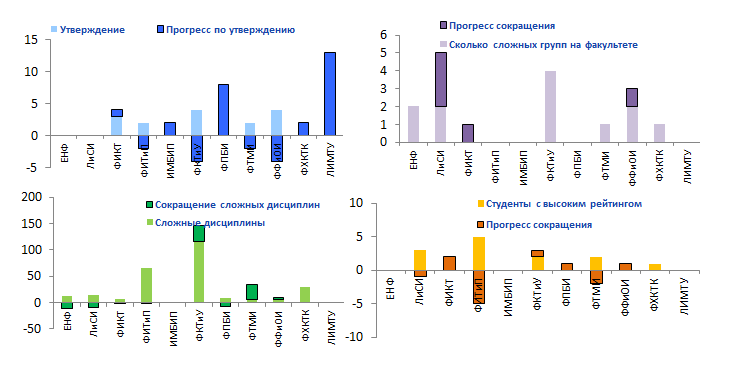 Утверждение
Прогресс по утверждению
15
10
5
0
-5
ЕНФ
ЛиСИ
ФИКТ
ФИТиП
ИМБИП
ФКТиУ
ФПБИ
ФТМИ
ФФиОИ
ФХКТК
ЛИМТУ
Прогресс сокращения
Сколько сложных групп на факультете
6
5
4
3
2
1
0
ЕНФ
ЛиСИ
ФИКТ
ФИТиП
ИМБИП
ФКТиУ
ФПБИ
ФТМИ
ФФиОИ
ФХКТК
ЛИМТУ
Сокращение сложных дисциплин
Сложные дисциплины
200
150
100
50
0
-50
ЕНФ
ЛиСИ
ФИКТ
ФИТиП
ИМБИП
ФКТиУ
ФПБИ
ФТМИ
ФФиОИ
ФХКТК
ЛИМТУ
Студенты с высоким рейтингом
Прогресс сокращения
10
5
0
-5
-10
ЕНФ
ЛиСИ
ФИКТ
ФИТиП
ИМБИП
ФКТиУ
ФПБИ
ФТМИ
ФФиОИ
ФХКТК
ЛИМТУ